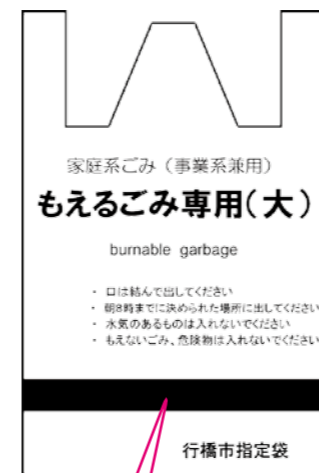 家庭系ごみ（事業系兼用）
もえるごみ専用（大）
burnable garbage
・ 口は結んで出してください
・ 朝8時までに決められた場所に出してください
・ 水気のあるものは入れないでください
・ もえないごみ、危険物は入れないでください
行橋市指定袋